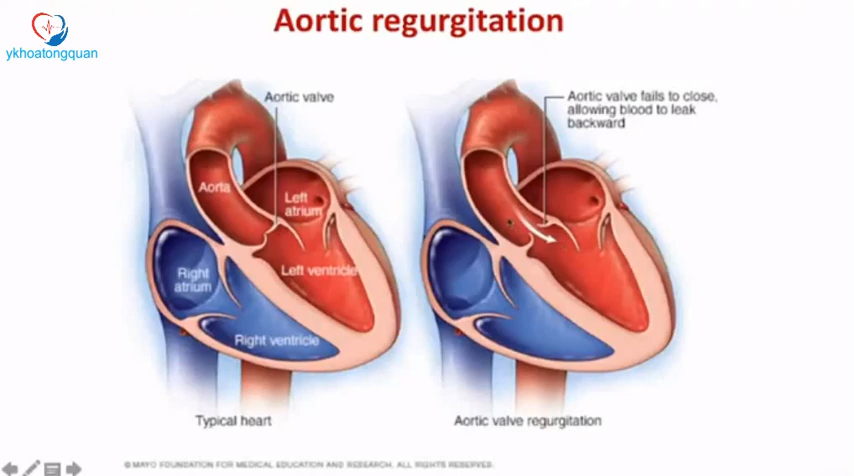 Aortic regurgitation
ykhoatongquan
Aortic valve
Aorta
Left
atrium
Right
atrium
Left ventricle
Right ventricle
Typical heart
Aortic valve fails to close,
allowing blood to leak
backward
Aortic valve regurgitation
© MAYO FOUNDATION FOR MEDICAL EDUCATION AND RESEARCH, ALL RIGHTS RESERVED.